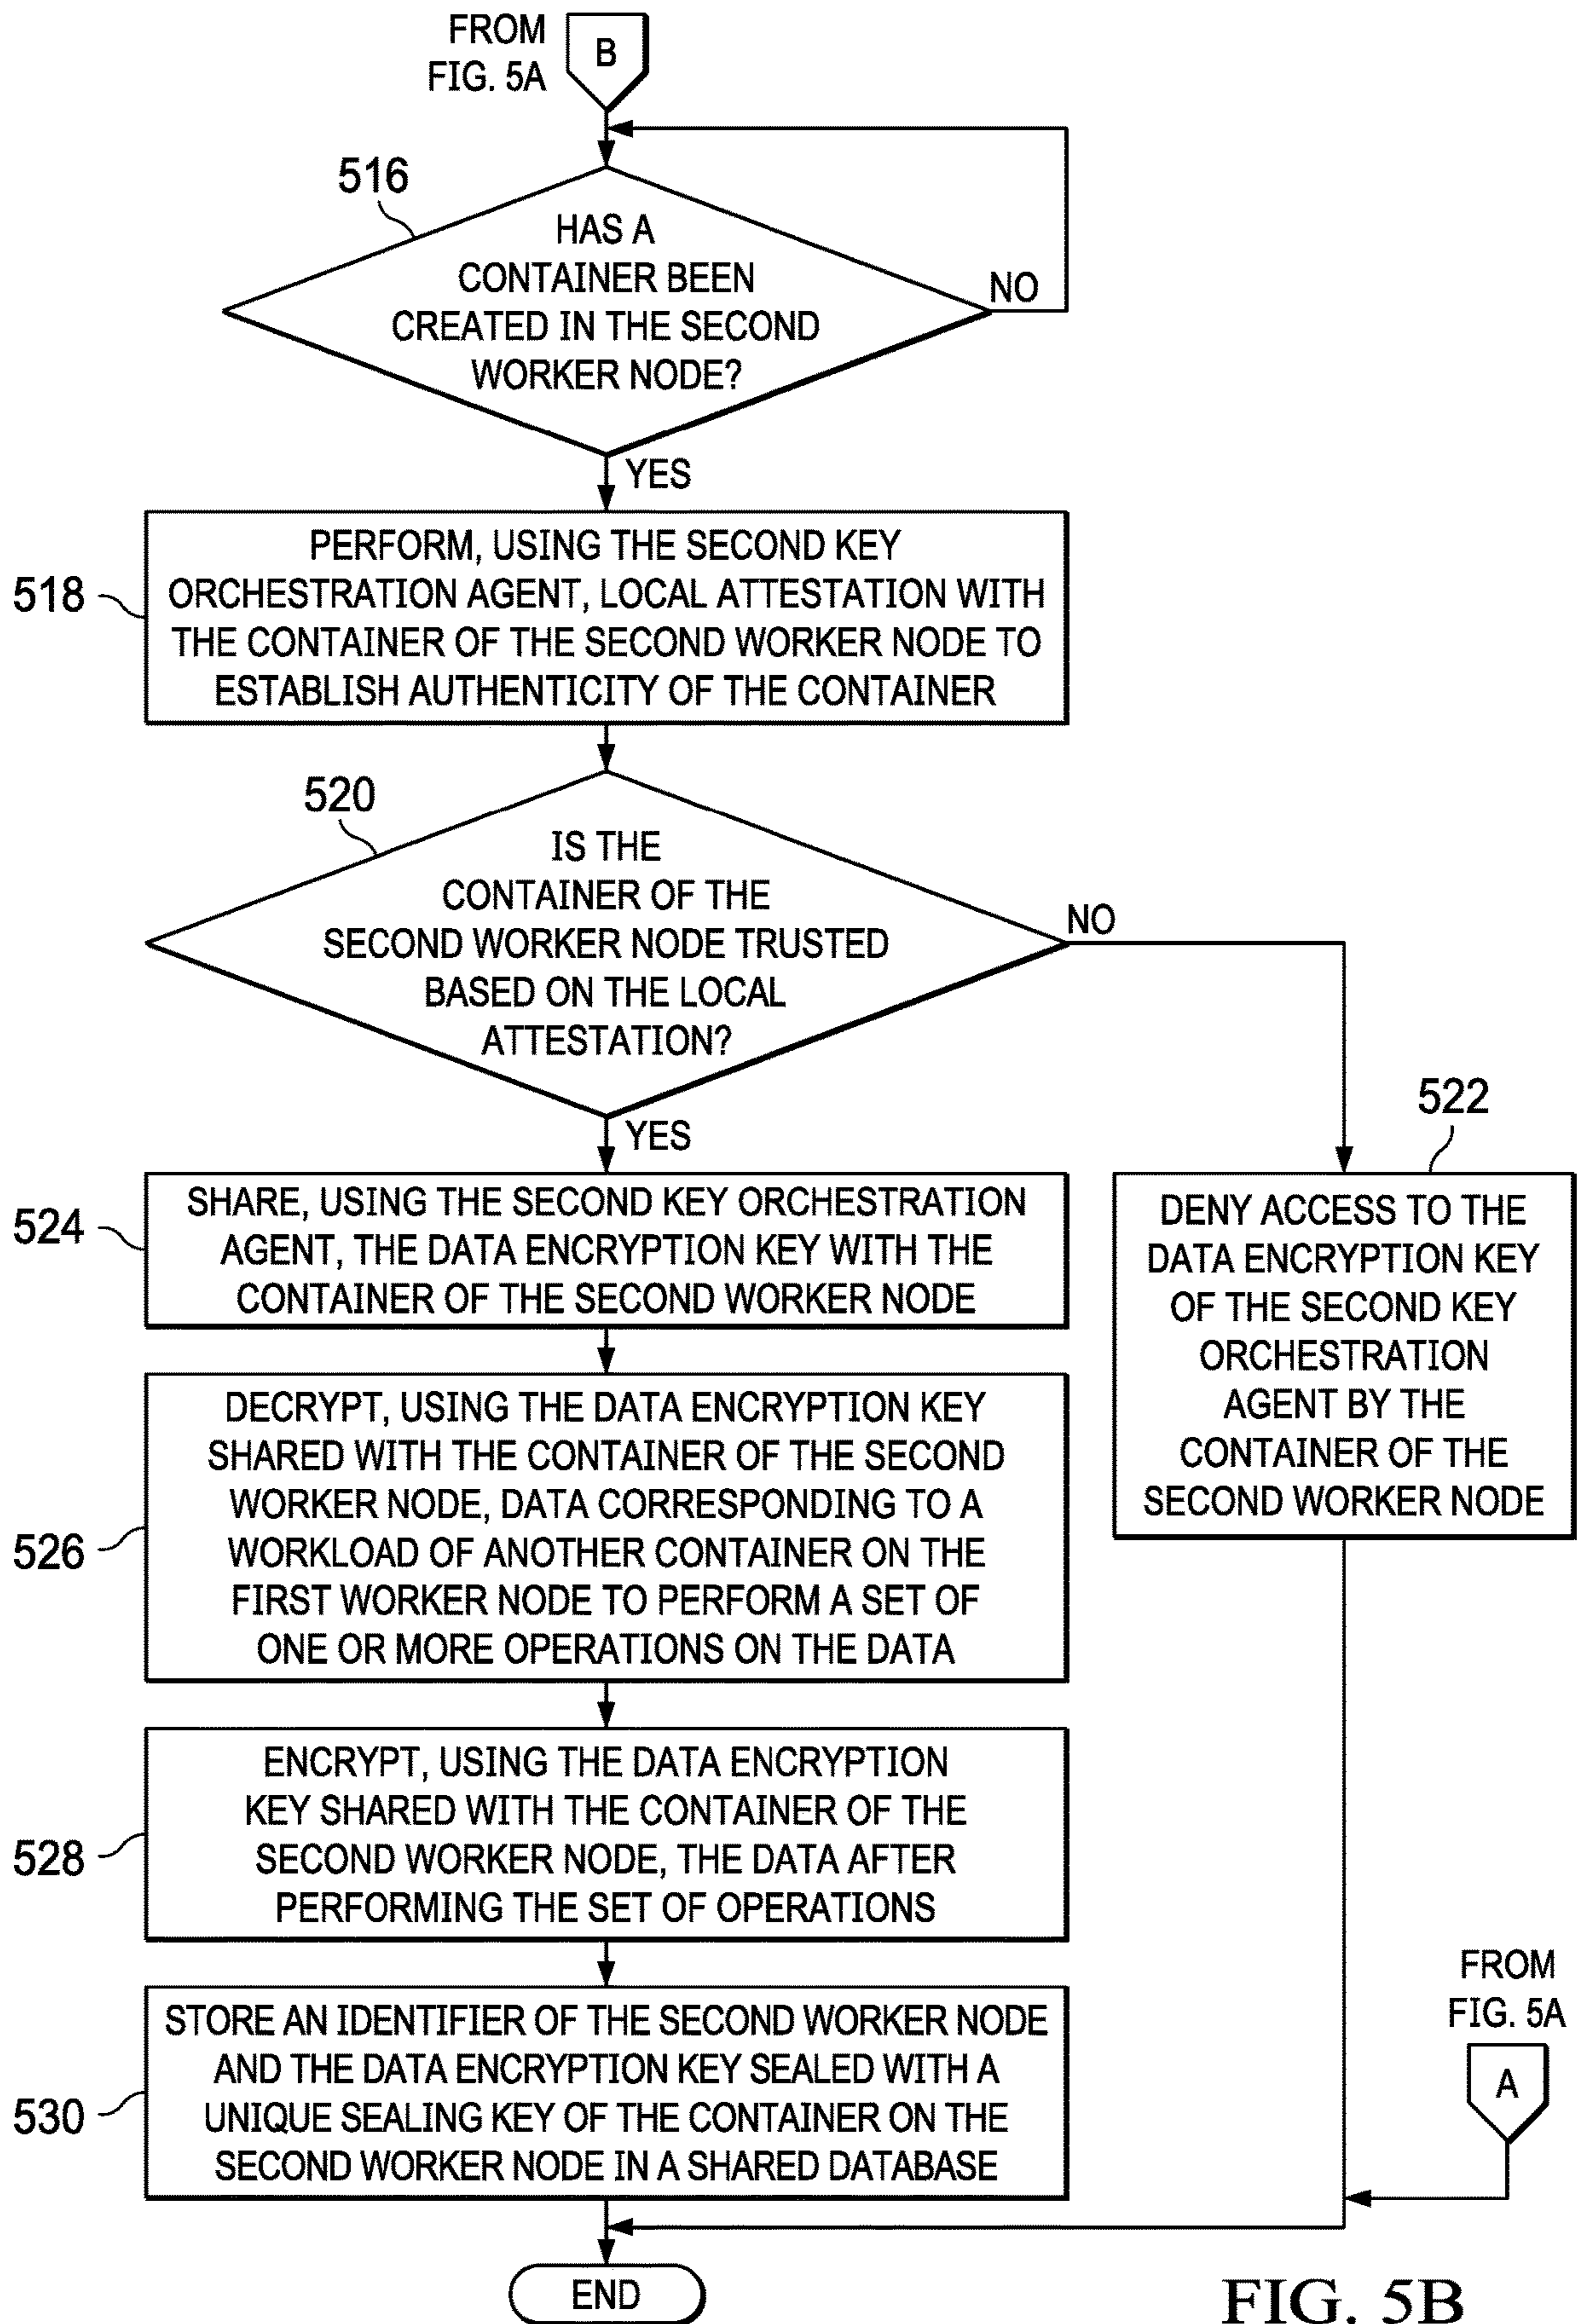 FROM
FIG. 5A
B
516
HAS A
CONTAINER BEEN
CREATED IN THE SECOND
WORKER NODE?
NO
YES
518
PERFORM, USING THE SECOND KEY
ORCHESTRATION AGENT, LOCAL ATTESTATION WITH
THE CONTAINER OF THE SECOND WORKER NODE TO
ESTABLISH AUTHENTICITY OF THE CONTAINER
520
IS THE
CONTAINER OF THE
SECOND WORKER NODE TRUSTED
BASED ON THE LOCAL
ATTESTATION?
NO
YES
522
DENY ACCESS TO THE
DATA ENCRYPTION KEY
OF THE SECOND KEY
ORCHESTRATION
AGENT BY THE
CONTAINER OF THE
SECOND WORKER NODE
524
SHARE, USING THE SECOND KEY ORCHESTRATION
AGENT, THE DATA ENCRYPTION KEY WITH THE
CONTAINER OF THE SECOND WORKER NODE
526
DECRYPT, USING THE DATA ENCRYPTION KEY
SHARED WITH THE CONTAINER OF THE SECOND
WORKER NODE, DATA CORRESPONDING TO A
WORKLOAD OF ANOTHER CONTAINER ON THE
FIRST WORKER NODE TO PERFORM A SET OF
ONE OR MORE OPERATIONS ON THE DATA
528
ENCRYPT, USING THE DATA ENCRYPTION
KEY SHARED WITH THE CONTAINER OF THE
SECOND WORKER NODE, THE DATA AFTER
PERFORMING THE SET OF OPERATIONS
530
STORE AN IDENTIFIER OF THE SECOND WORKER NODE
AND THE DATA ENCRYPTION KEY SEALED WITH A
UNIQUE SEALING KEY OF THE CONTAINER ON THE
SECOND WORKER NODE IN A SHARED DATABASE
FROM
FIG. 5A
A
END
FIG. 5B